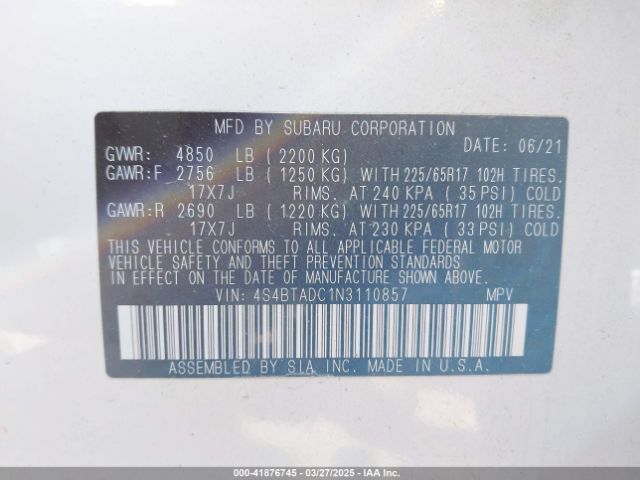 MFD BY SUBARU CORPORATION
DATE: 06/21
GVWR: 4850 LB (2200 KG)
GAWR:F 2756 LB (1250 KG) WITH 225/65R17 102H TIRES.
17X7J RIMS. AT 240 KPA (35 PSI) COLD
GAWR:R 2690 LB (1220 KG) WITH 225/65R17 102H TIRES.
17X7J RIMS. AT 230 KPA (33 PSI) COLD
THIS VEHICLE CONFORMS TO ALL APPLICABLE FEDERAL MOTOR
VEHICLE SAFETY AND THEFT PREVENTION STANDARDS
IN EFFECT ON THE DATE OF MANUFACTURE SHOWN ABOVE.
VIN: 4S4BTADC1N3110857 MPV
ASSEMBLED BY SIA, INC. MADE IN U.S.A.
000-41876745 — 03/27/2025 — IAA Inc.